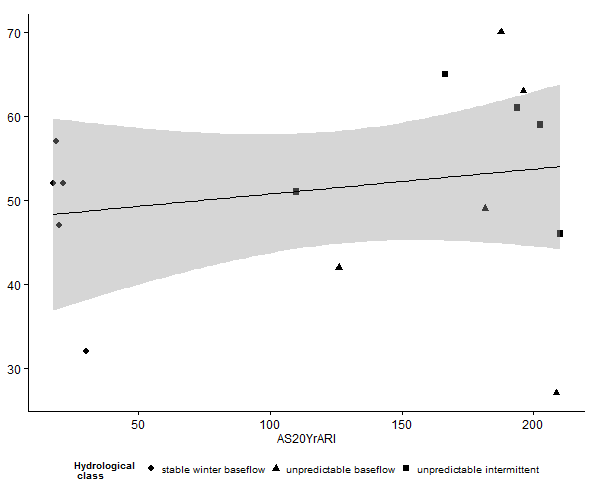 70
60
50
40
30
50
100
150
200
AS20YrARI
Hydrological
class
stable winter baseflow
unpredictable baseflow
unpredictable intermittent